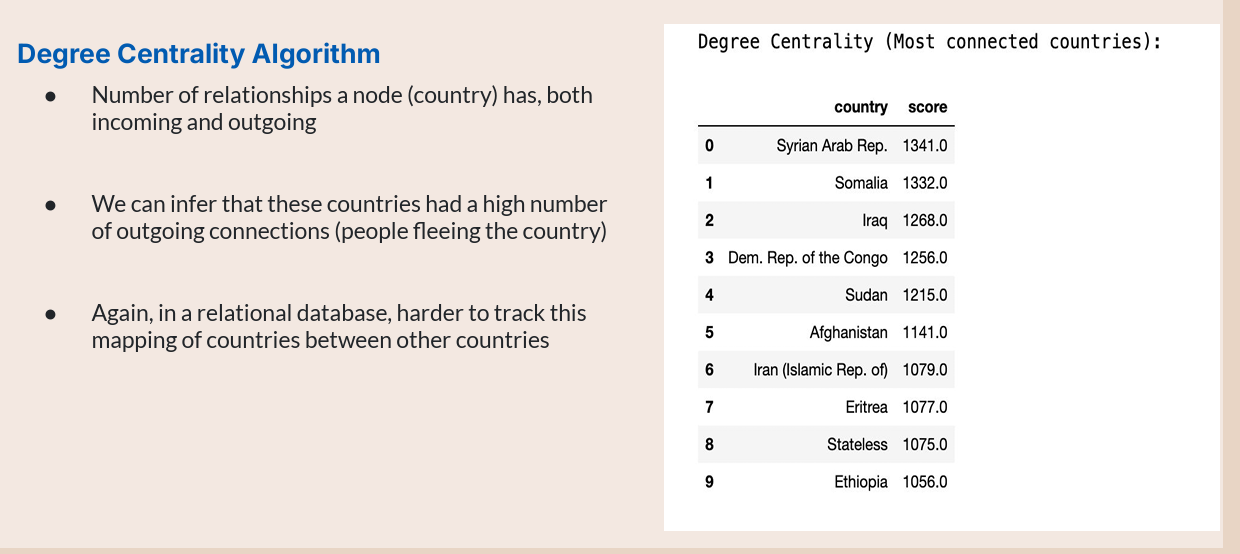 Degree Centrality Algorithm
● Number of relationships a node (country) has, both
incoming and outgoing
● We can infer that these countries had a high number
of outgoing connections (people fleeing the country)
● Again, in a relational database, harder to track this
mapping of countries between other countries
Degree Centrality (Most connected countries):
country score
0 Syrian Arab Rep. 1341.0
1 Somalia 1332.0
2 Iraq 1268.0
3 Dem. Rep. of the Congo 1256.0
4 Sudan 1215.0
5 Afghanistan 1141.0
6 Iran (Islamic Rep. of) 1079.0
7 Eritrea 1077.0
8 Stateless 1075.0
9 Ethiopia 1056.0